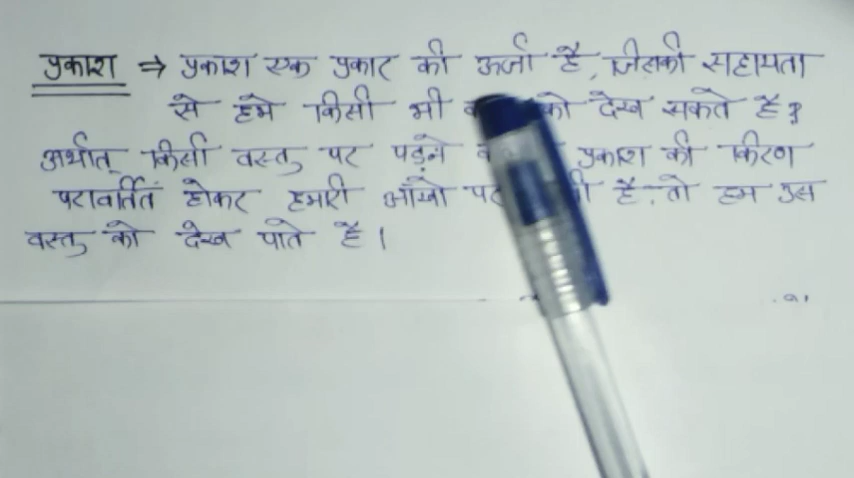 प्रकाश ⇒ प्रकाश एक प्रकार की ऊर्जा है, जिसकी सहायता
से हमे किसी भी को देख सकते है?
अर्थात् किसी वस्तु पर पड़ने प्रकाश की किरण
परावर्तित होकर हमारी आँखो है, तो हम उस
वस्तु को देख पाते है।